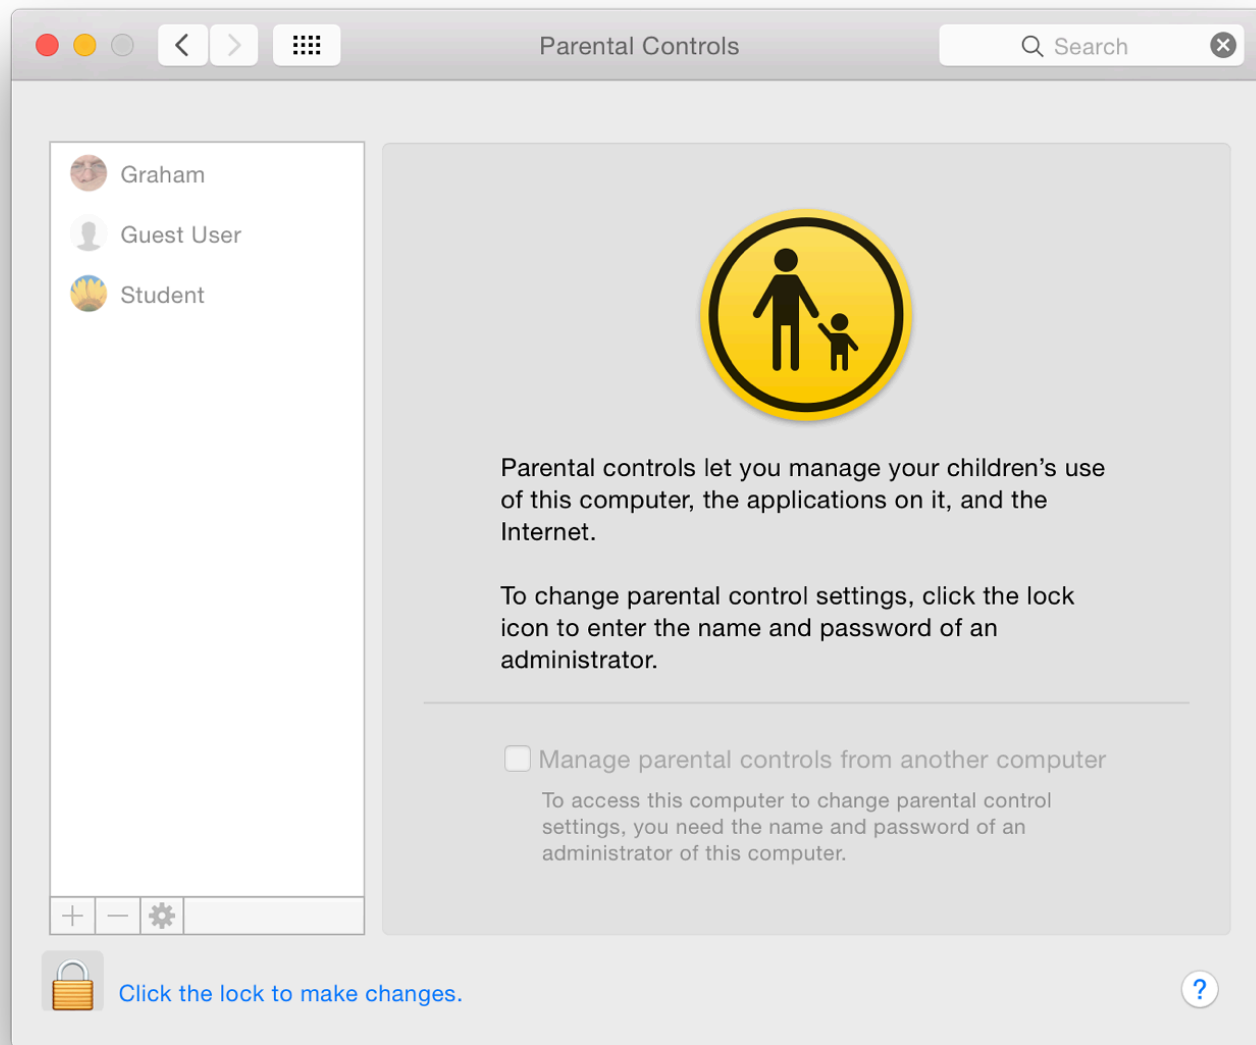 Parental Controls
Search
Graham
Guest User
Student
Parental controls let you manage your children’s use
of this computer, the applications on it, and the
Internet.
To change parental control settings, click the lock
icon to enter the name and password of an
administrator.
Manage parental controls from another computer
To access this computer to change parental control
settings, you need the name and password of an
administrator of this computer.
Click the lock to make changes.
?